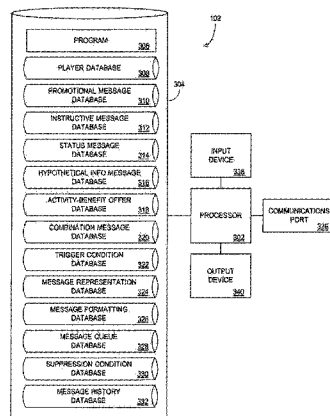 102
PROGRAM
306
PLAYER DATABASE
308
304
PROMOTIONAL MESSAGE
DATABASE
310
INSTRUCTIVE MESSAGE
DATABASE
312
STATUS MESSAGE
DATABASE
314
HYPOTHETICAL INFO MESSAGE
DATABASE
316
ACTIVITY-BENEFIT OFFER
DATABASE
318
COMBINATION MESSAGE
DATABASE
320
TRIGGER CONDITION
DATABASE
322
MESSAGE REPRESENTATION
DATABASE
324
MESSAGE FORMATTING
DATABASE
326
MESSAGE QUEUE
DATABASE
328
SUPPRESSION CONDITION
DATABASE
330
MESSAGE HISTORY
DATABASE
332
INPUT
DEVICE
338
PROCESSOR
302
COMMUNICATIONS
PORT
OUTPUT
DEVICE
340